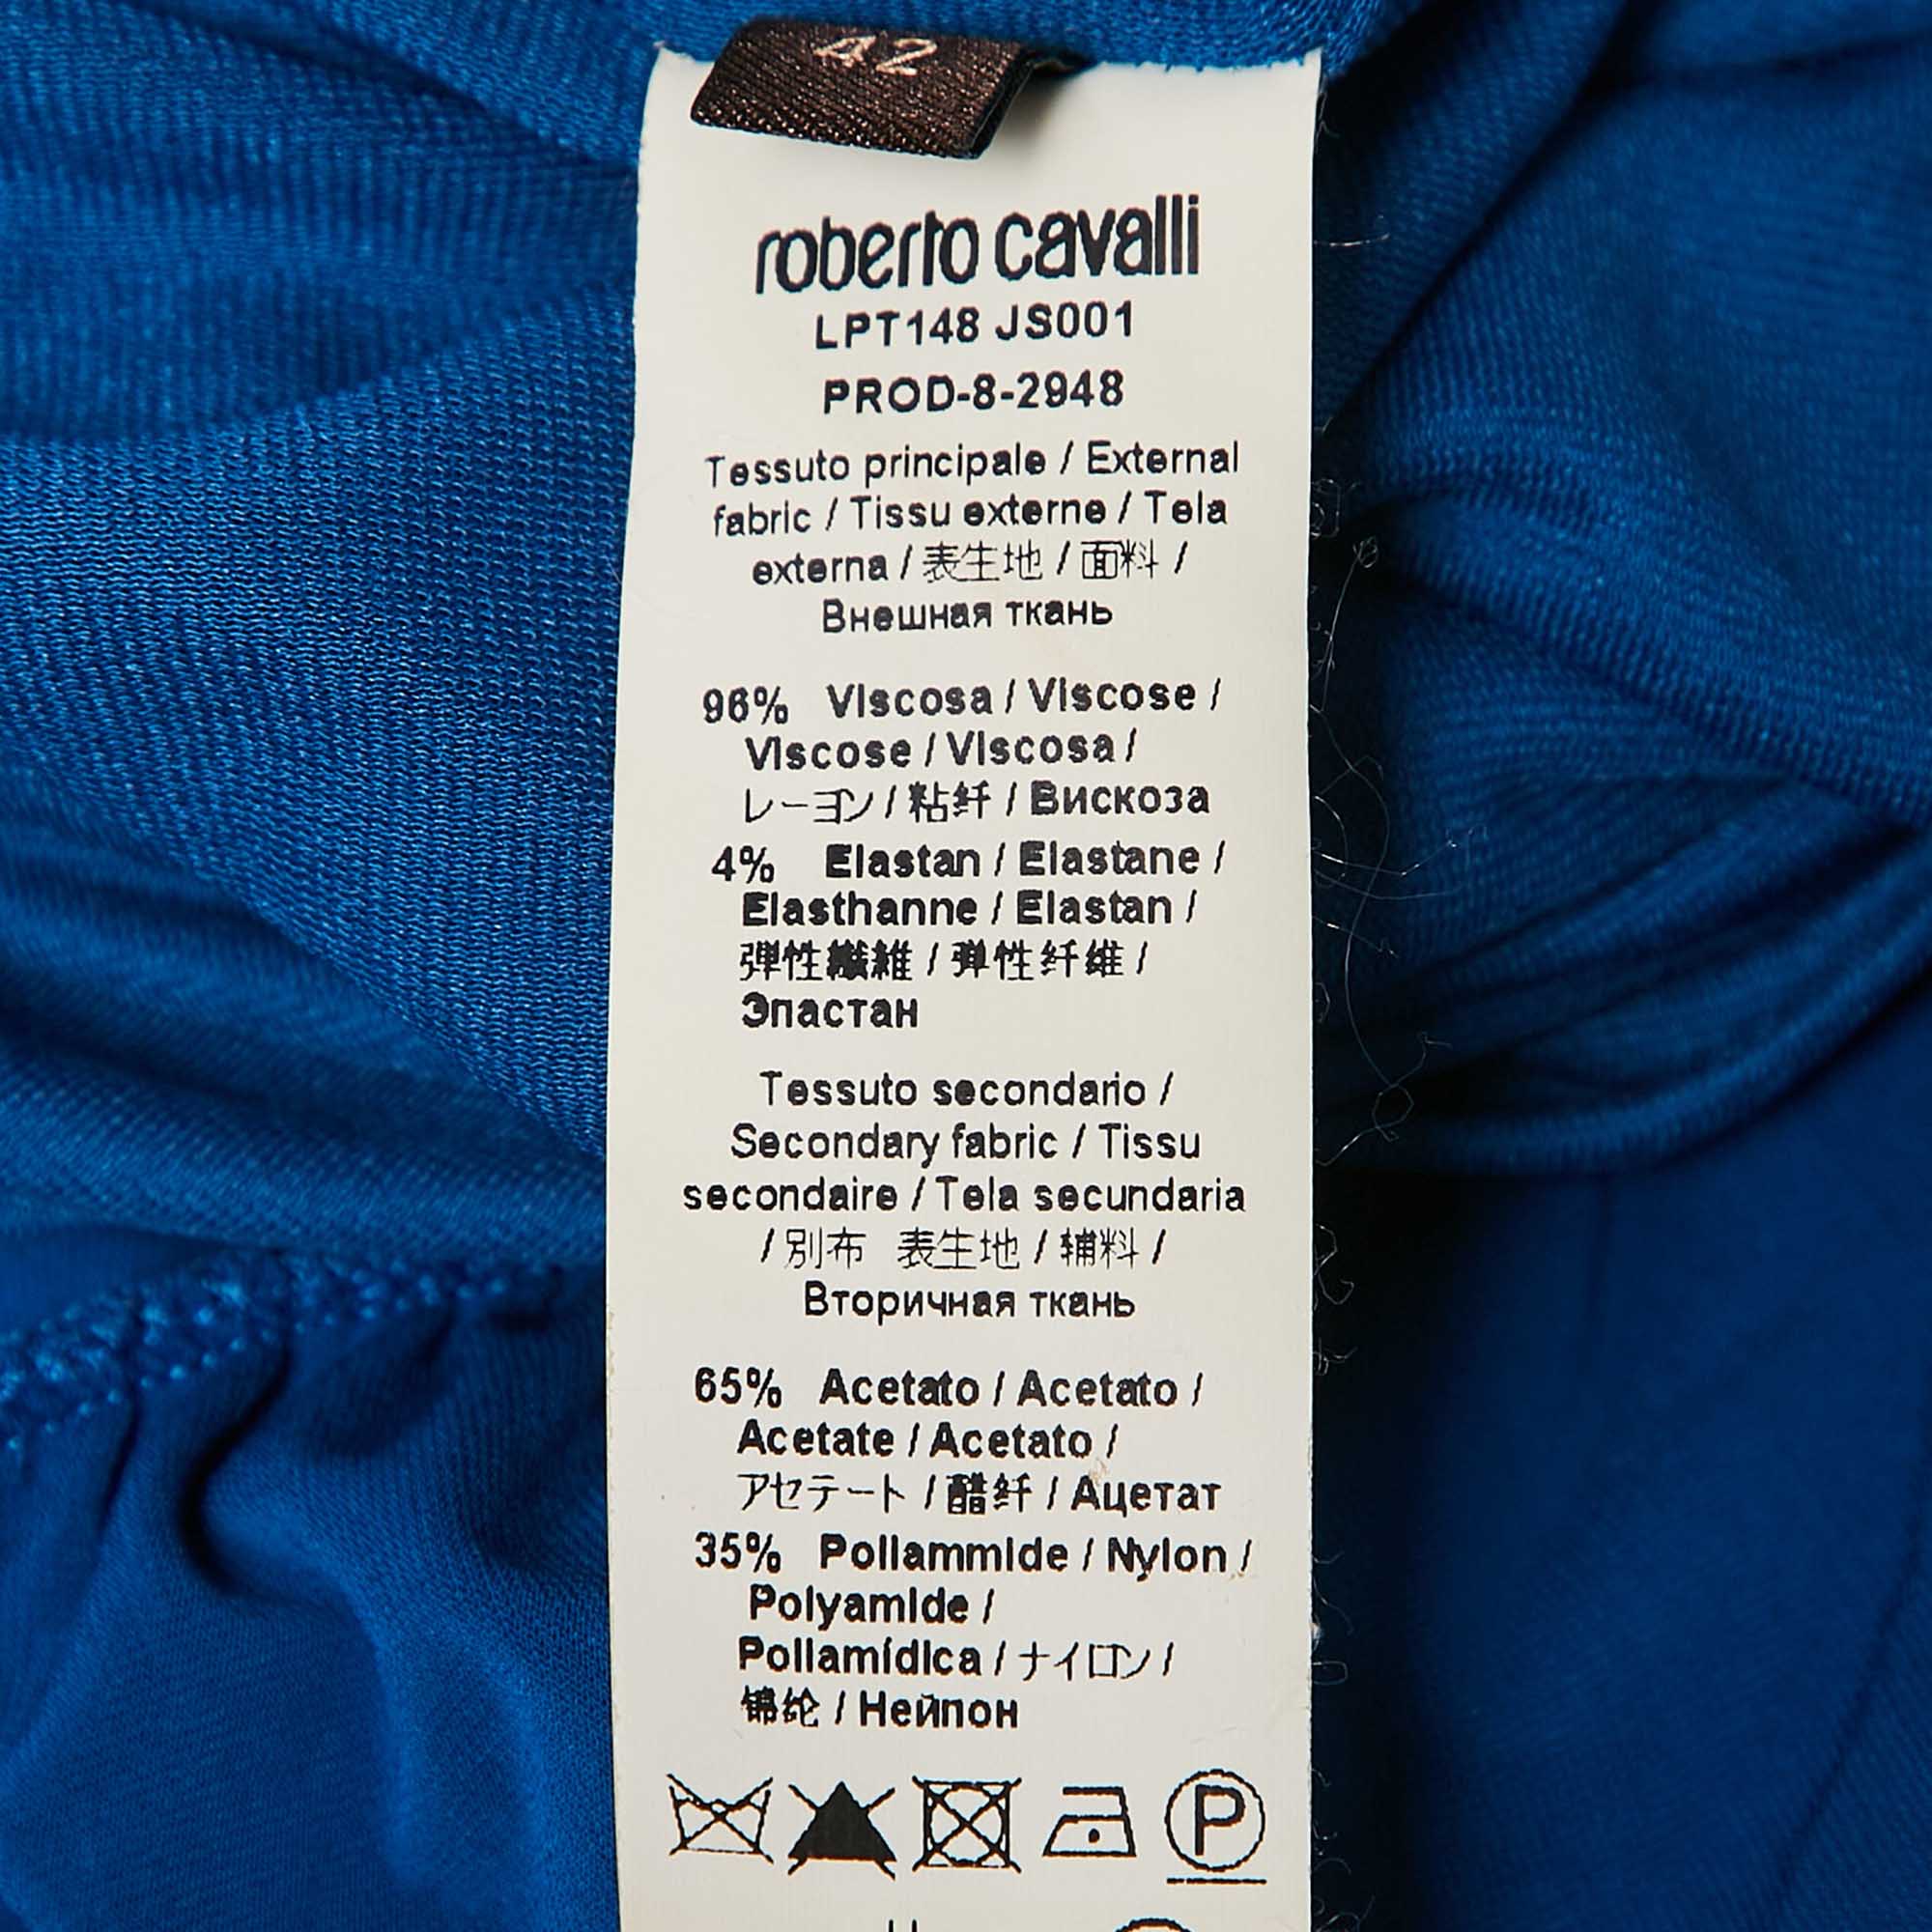 42
roberto cavalli
LPT148 JS001
PROD-8-2948
Tessuto principale / External
fabric / Tissu externe / Tela
externa / 表生地 / 面料 /
Внешная ткань
96% Viscosa / Viscose /
Viscose / Viscosa /
レーヨン / 粘纤 / Вискоза
4% Elastan / Elastane /
Elasthanne / Elastan /
弾性繊維 / 弹性纤维 /
Эластан
Tessuto secondario /
Secondary fabric / Tissu
secondaire / Tela secundaria
/ 別布 表生地 / 辅料 /
Вторичная ткань
65% Acetato / Acetato /
Acetate / Acetato /
アセテート / 醋纤 / Ацетат
35% Poliammide / Nylon /
Polyamide /
Poliamídica / ナイロン /
锦纶 / Нейлон
P